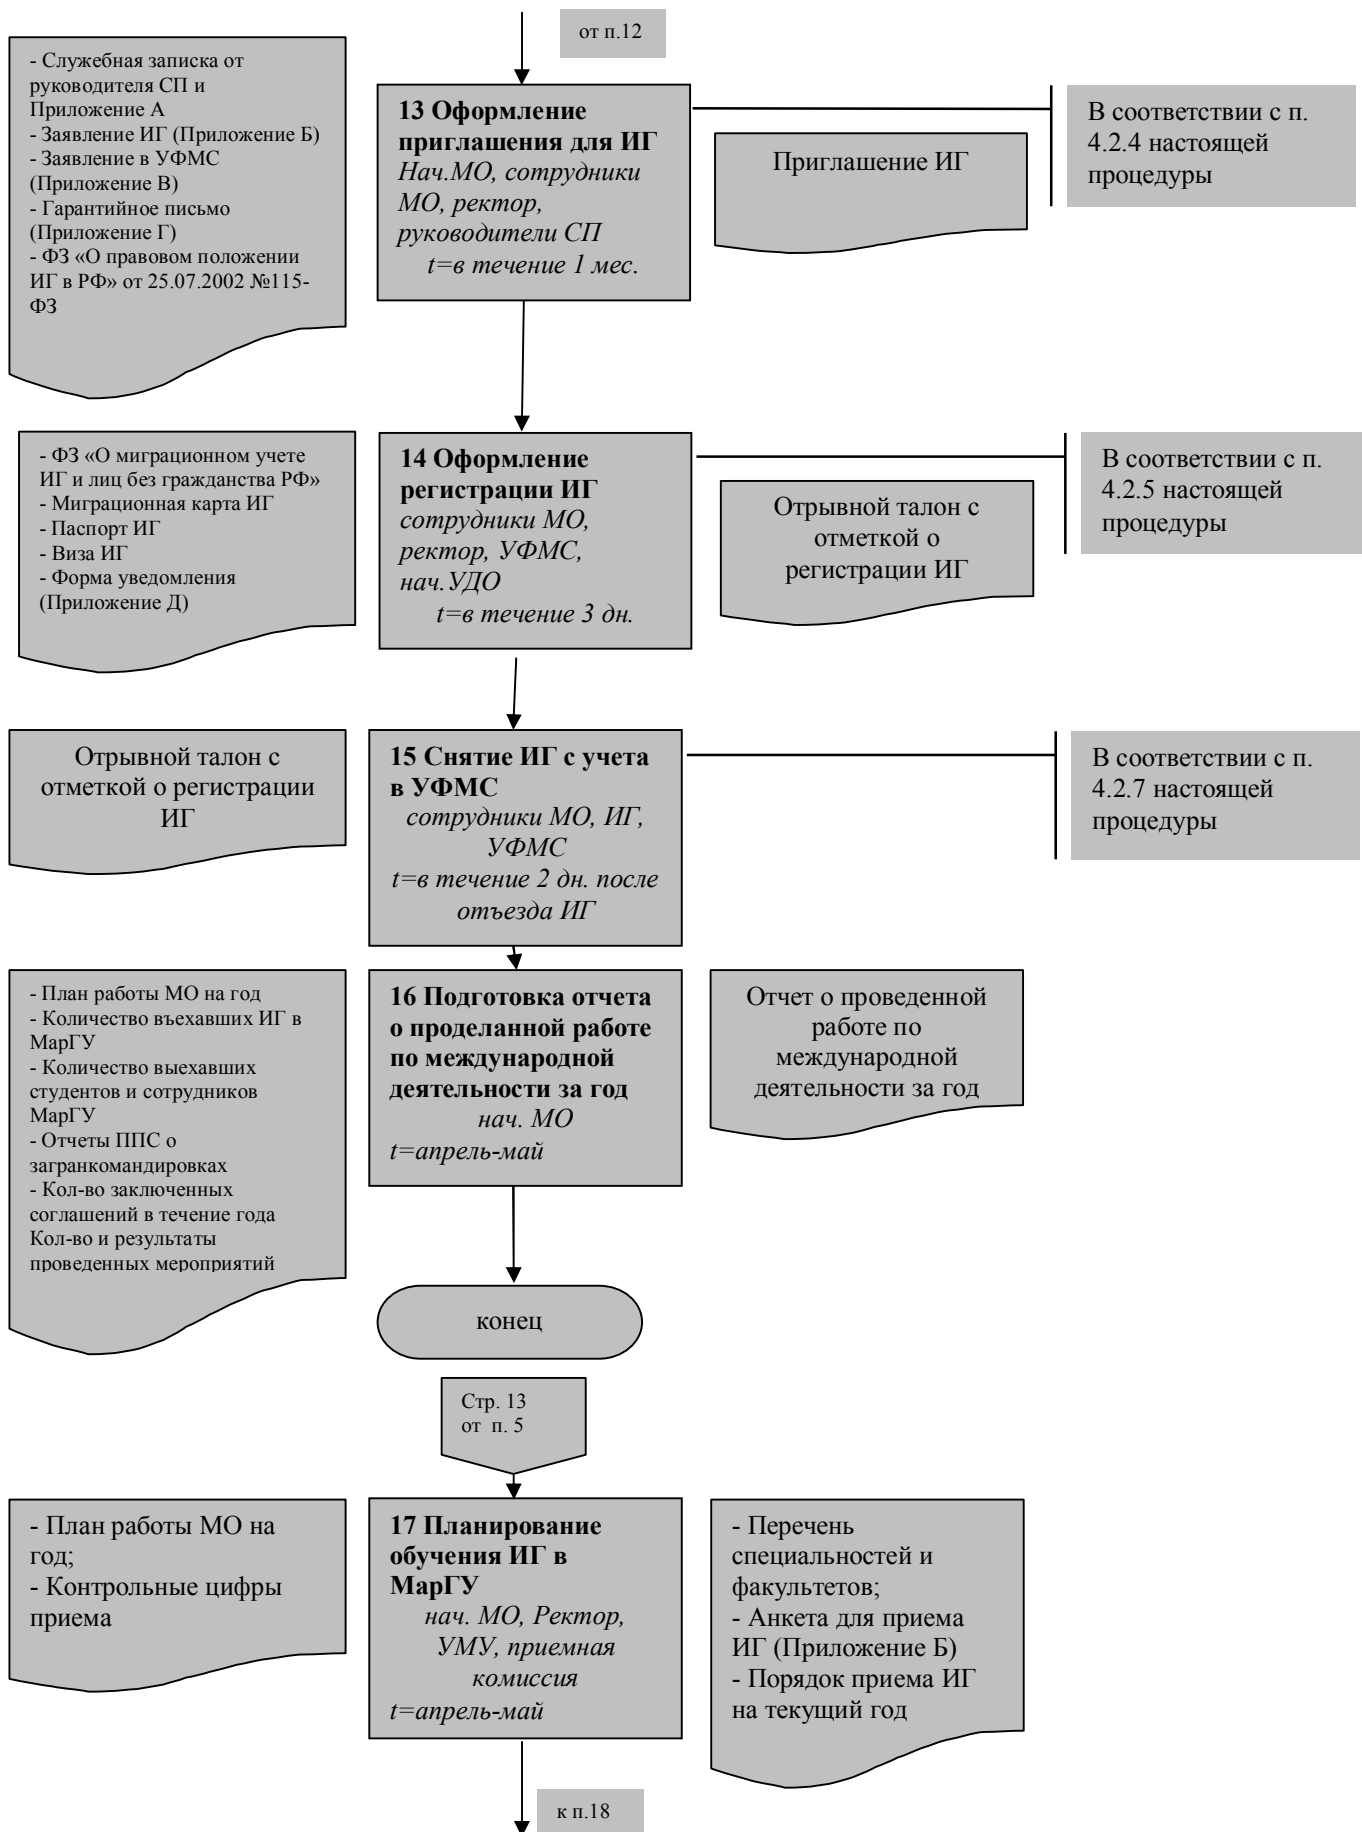 от п.12
- Служебная записка от
руководителя СП и
Приложение А
- Заявление ИГ (Приложение Б)
- Заявление в УФМС
(Приложение В)
- Гарантийное письмо
(Приложение Г)
- ФЗ «О правовом положении
ИГ в РФ» от 25.07.2002 №115-
ФЗ
13 Оформление
приглашения для ИГ
Нач.МО, сотрудники
МО, ректор,
руководители СП
t=в течение 1 мес.
Приглашение ИГ
В соответствии с п.
4.2.4 настоящей
процедуры
- ФЗ «О миграционном учете
ИГ и лиц без гражданства РФ»
- Миграционная карта ИГ
- Паспорт ИГ
- Виза ИГ
- Форма уведомления
(Приложение Д)
14 Оформление
регистрации ИГ
сотрудники МО,
ректор, УФМС,
нач.УДО
t=в течение 3 дн.
Отрывной талон с
отметкой о
регистрации ИГ
В соответствии с п.
4.2.5 настоящей
процедуры
Отрывной талон с
отметкой о регистрации
ИГ
15 Снятие ИГ с учета
в УФМС
сотрудники МО, ИГ,
УФМС
t=в течение 2 дн. после
отъезда ИГ
В соответствии с п.
4.2.7 настоящей
процедуры
- План работы МО на год
- Количество въехавших ИГ в
МарГУ
- Количество выехавших
студентов и сотрудников
МарГУ
- Отчеты ППС о
загранкомандировках
- Кол-во заключенных
соглашений в течение года
Кол-во и результаты
проведенных мероприятий
16 Подготовка отчета
о проделанной работе
по международной
деятельности за год
нач. МО
t=апрель-май
Отчет о проведенной
работе по
международной
деятельности за год
конец
Стр. 13
от п. 5
- План работы МО на
год;
- Контрольные цифры
приема
17 Планирование
обучения ИГ в
МарГУ
нач. МО, Ректор,
УМУ, приемная
комиссия
t=апрель-май
- Перечень
специальностей и
факультетов;
- Анкета для приема
ИГ (Приложение Б)
- Порядок приема ИГ
на текущий год
к п.18